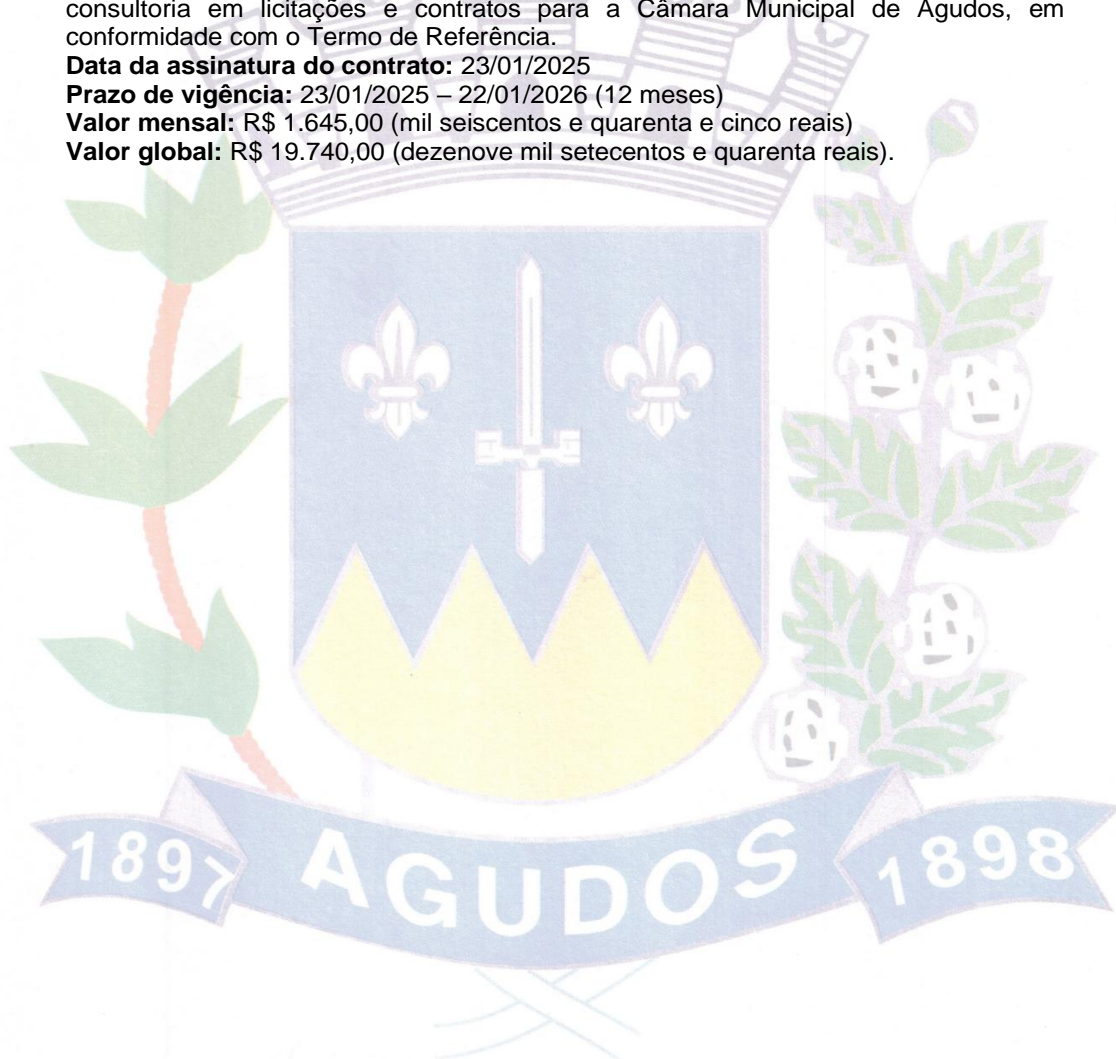 consultoria em licitações e contratos para a Câmara Municipal de Agudos, em
conformidade com o Termo de Referência.
Data da assinatura do contrato: 23/01/2025
Prazo de vigência: 23/01/2025 – 22/01/2026 (12 meses)
Valor mensal: R$ 1.645,00 (mil seiscentos e quarenta e cinco reais)
Valor global: R$ 19.740,00 (dezenove mil setecentos e quarenta reais).
1897 AGUDOS 1898